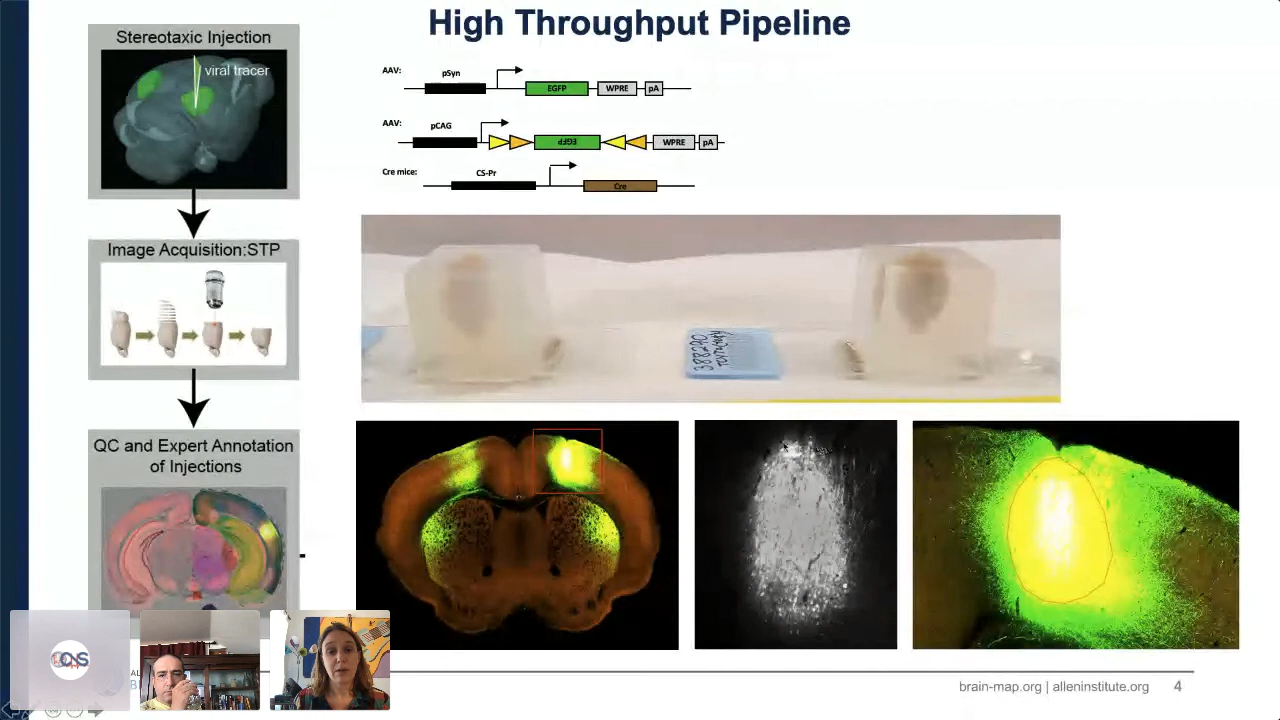 High Throughput Pipeline
Stereotaxic Injection
viral tracer
Image Acquisition:STP
QC and Expert Annotation
of Injections
AAV:
pSyn
EGFP
WPRE
pA
AAV:
pCAG
EGFP
WPRE
pA
Cre mice:
CS-Pr
Cre
388290
brain-map.org | alleninstitute.org
4